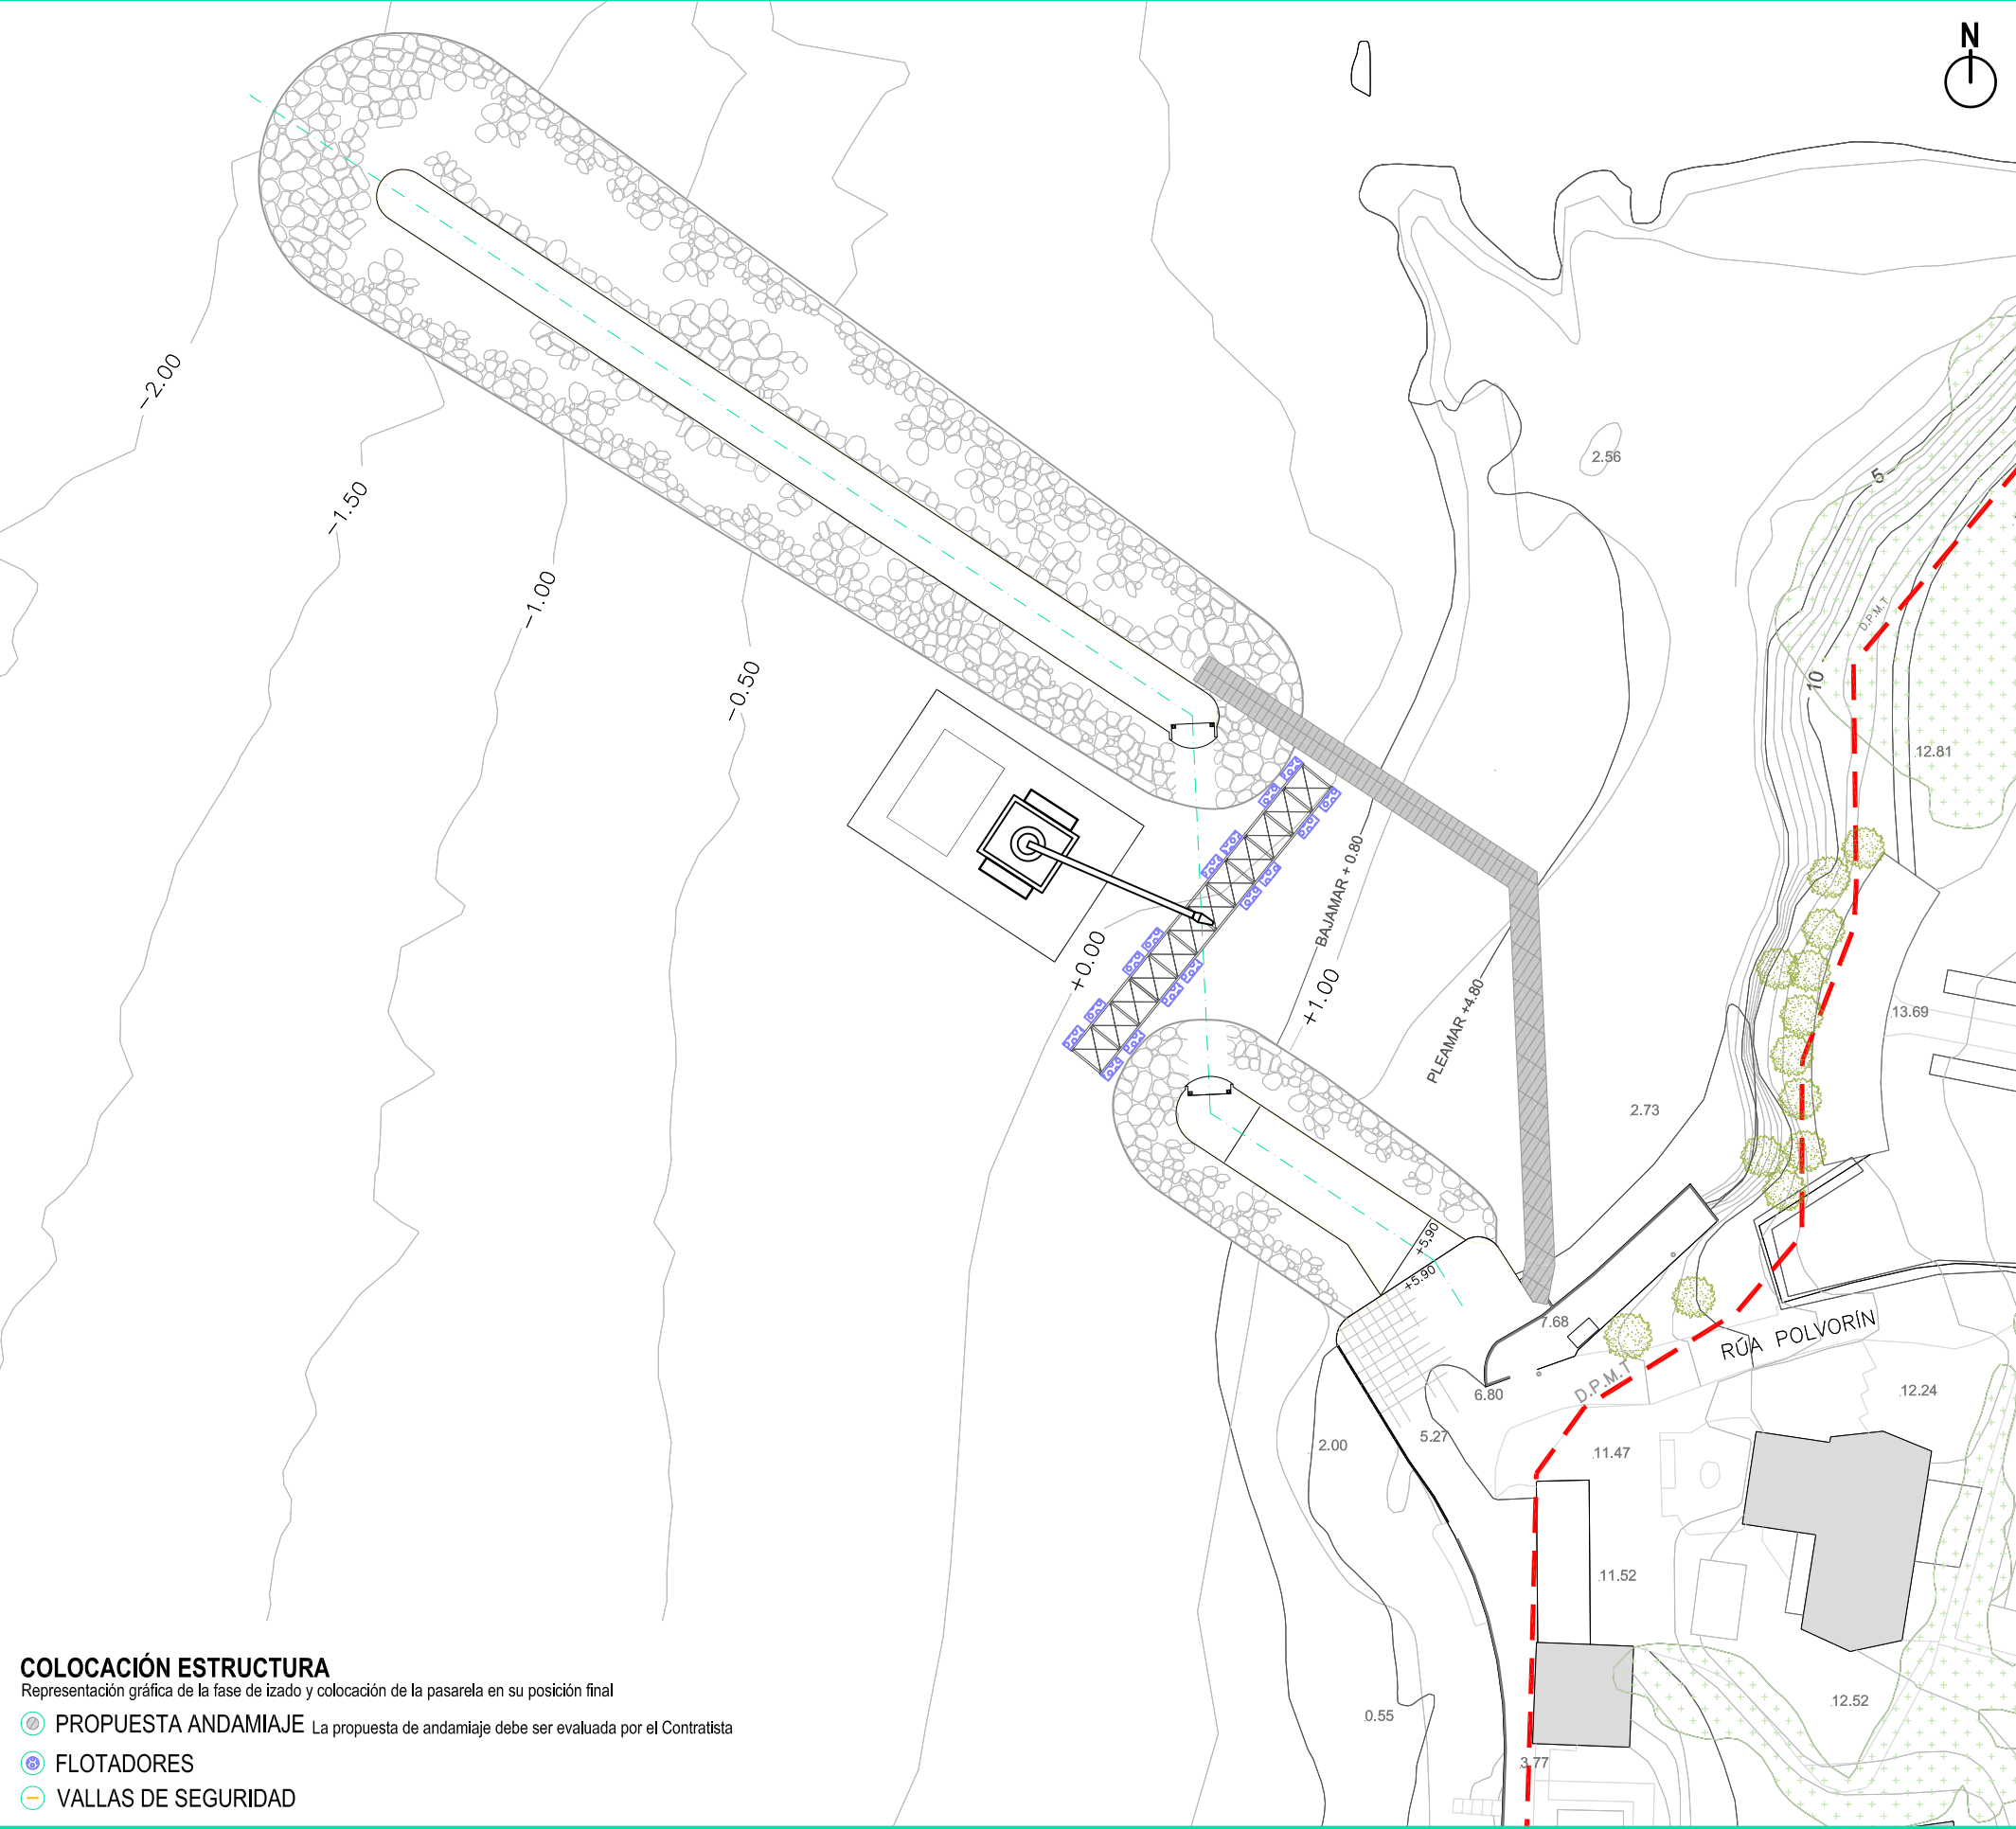 N
−2.00
−1.50
−1.00
−0.50
+0.00
BAJAMAR + 0.80
+1.00
PLEAMAR +4.80
2.56
5
10
D.P.M.T
12.81
13.69
2.73
+5,90
+5.90
7.68
RÚA POLVORÍN
D.P.M.T
6.80
12.24
2.00
5.27
11.47
11.52
12.52
0.55
3.77
COLOCACIÓN ESTRUCTURA
Representación gráfica de la fase de izado y colocación de la pasarela en su posición final
PROPUESTA ANDAMIAJE La propuesta de andamiaje debe ser evaluada por el Contratista
FLOTADORES
VALLAS DE SEGURIDAD